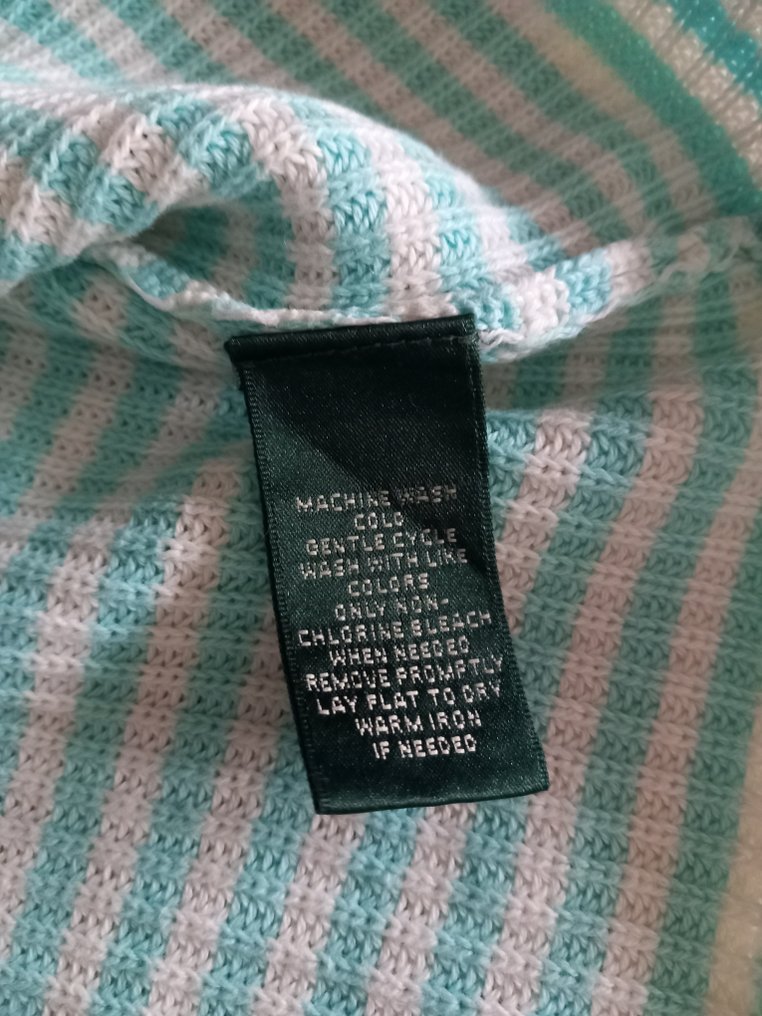 MACHINE WASH
COLD
GENTLE CYCLE
WASH WITH LIKE
COLORS
ONLY NON-
CHLORINE BLEACH
WHEN NEEDED
REMOVE PROMPTLY
LAY FLAT TO DRY
WARM IRON
IF NEEDED